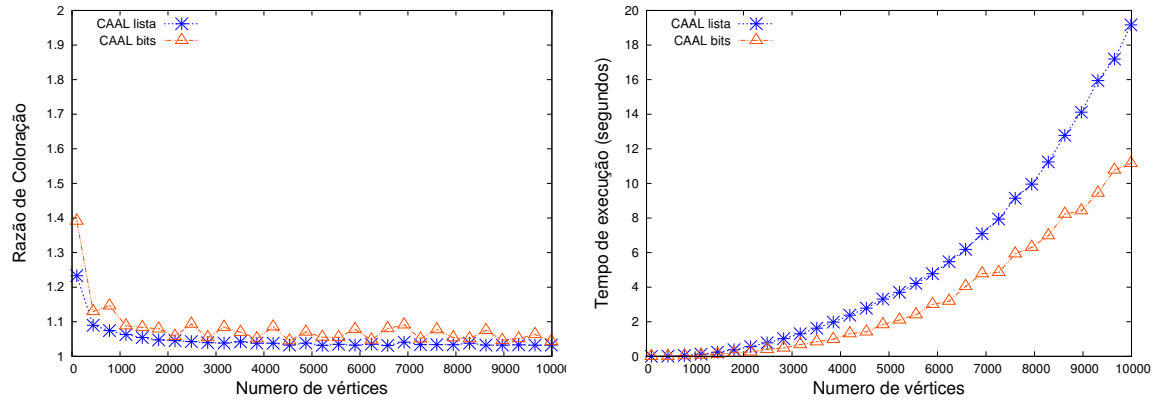 2
1.9
1.8
1.7
1.6
1.5
1.4
1.3
1.2
1.1
1
0 1000 2000 3000 4000 5000 6000 7000 8000 9000 10000
Razão de Coloração
Numero de vértices
CAAL lista
CAAL bits
20
18
16
14
12
10
8
6
4
2
0
0 1000 2000 3000 4000 5000 6000 7000 8000 9000 10000
Tempo de execução (segundos)
Numero de vértices
CAAL lista
CAAL bits